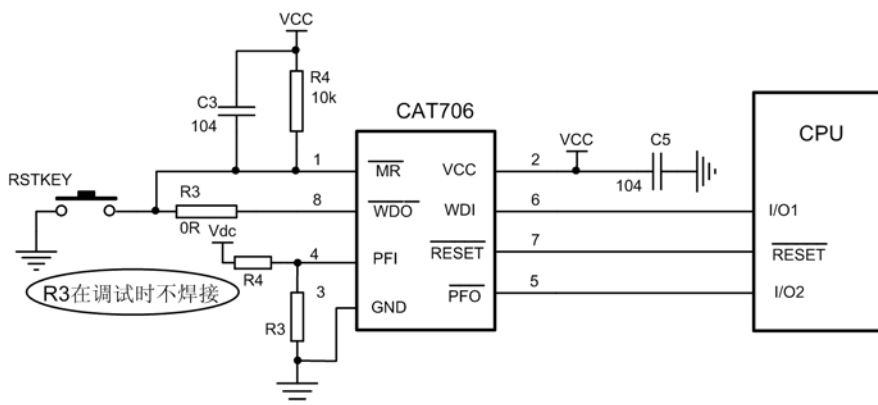 VCC
R4
10k
C3
104
CAT706
CPU
1
MR
VCC
2
VCC
C5
104
RSTKEY
R3
0R
8
WDO
WDI
6
I/O1
Vdc
R4
4
PFI
RESET
7
RESET
R3在调试时不焊接
R3
3
GND
PFO
5
I/O2